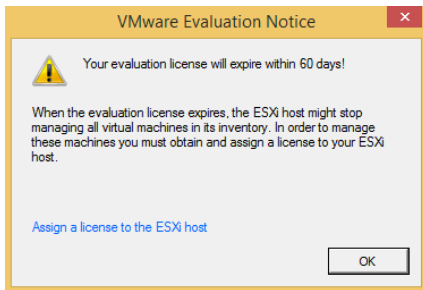 VMware Evaluation Notice
Your evaluation license will expire within 60 days!
When the evaluation license expires, the ESXi host might stop
managing all virtual machines in its inventory. In order to manage
these machines you must obtain and assign a license to your ESXi
host.
Assign a license to the ESXi host
OK